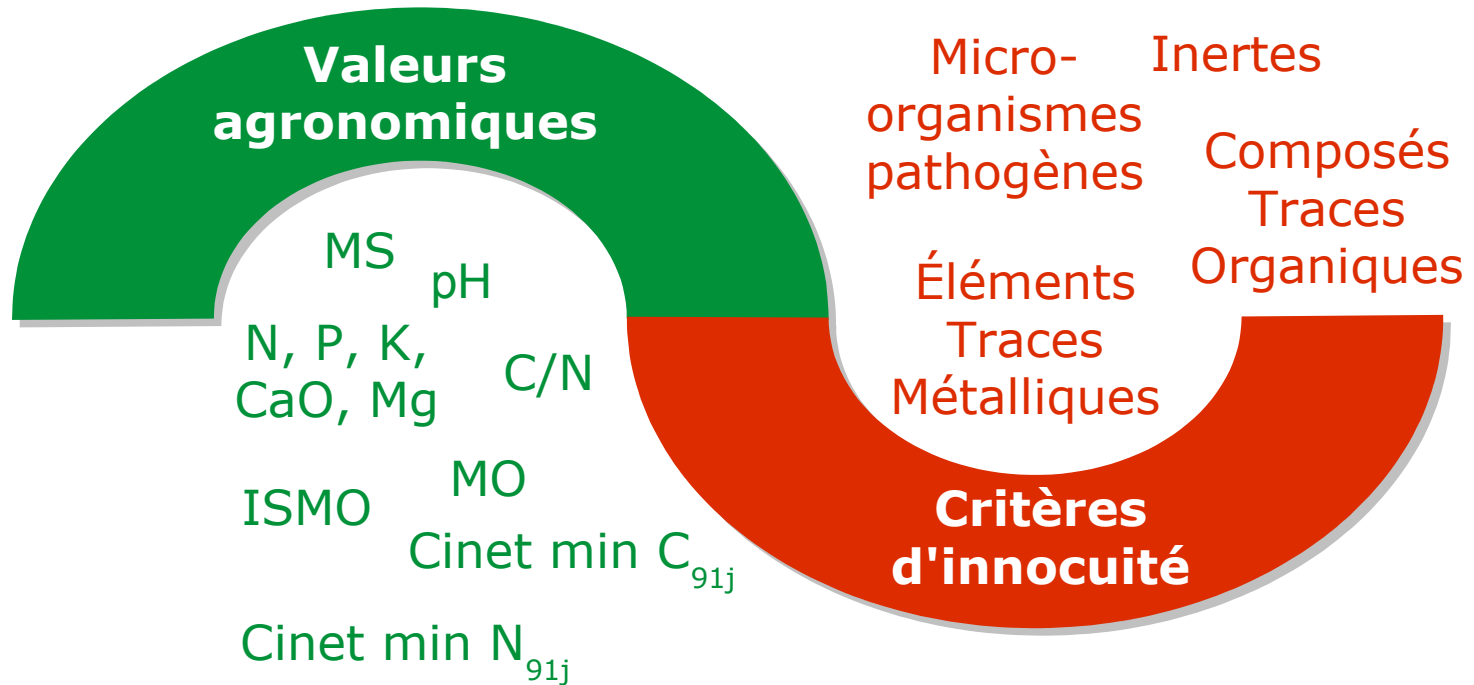 Valeurs
agronomiques
MS
pH
N, P, K,
CaO, Mg
C/N
MO
ISMO
Cinet min C91j
Cinet min N91j
Micro-
organismes
pathogènes
Inertes
Composés
Traces
Organiques
Éléments
Traces
Métalliques
Critères
d'innocuité